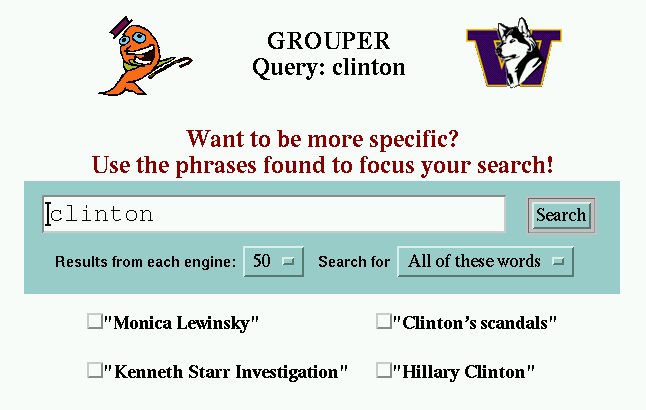 GROUPER
Query: clinton
Want to be more specific?
Use the phrases found to focus your search!
clinton Search
Results from each engine: 50 Search for All of these words
"Monica Lewinsky" "Clinton's scandals"
"Kenneth Starr Investigation" "Hillary Clinton"